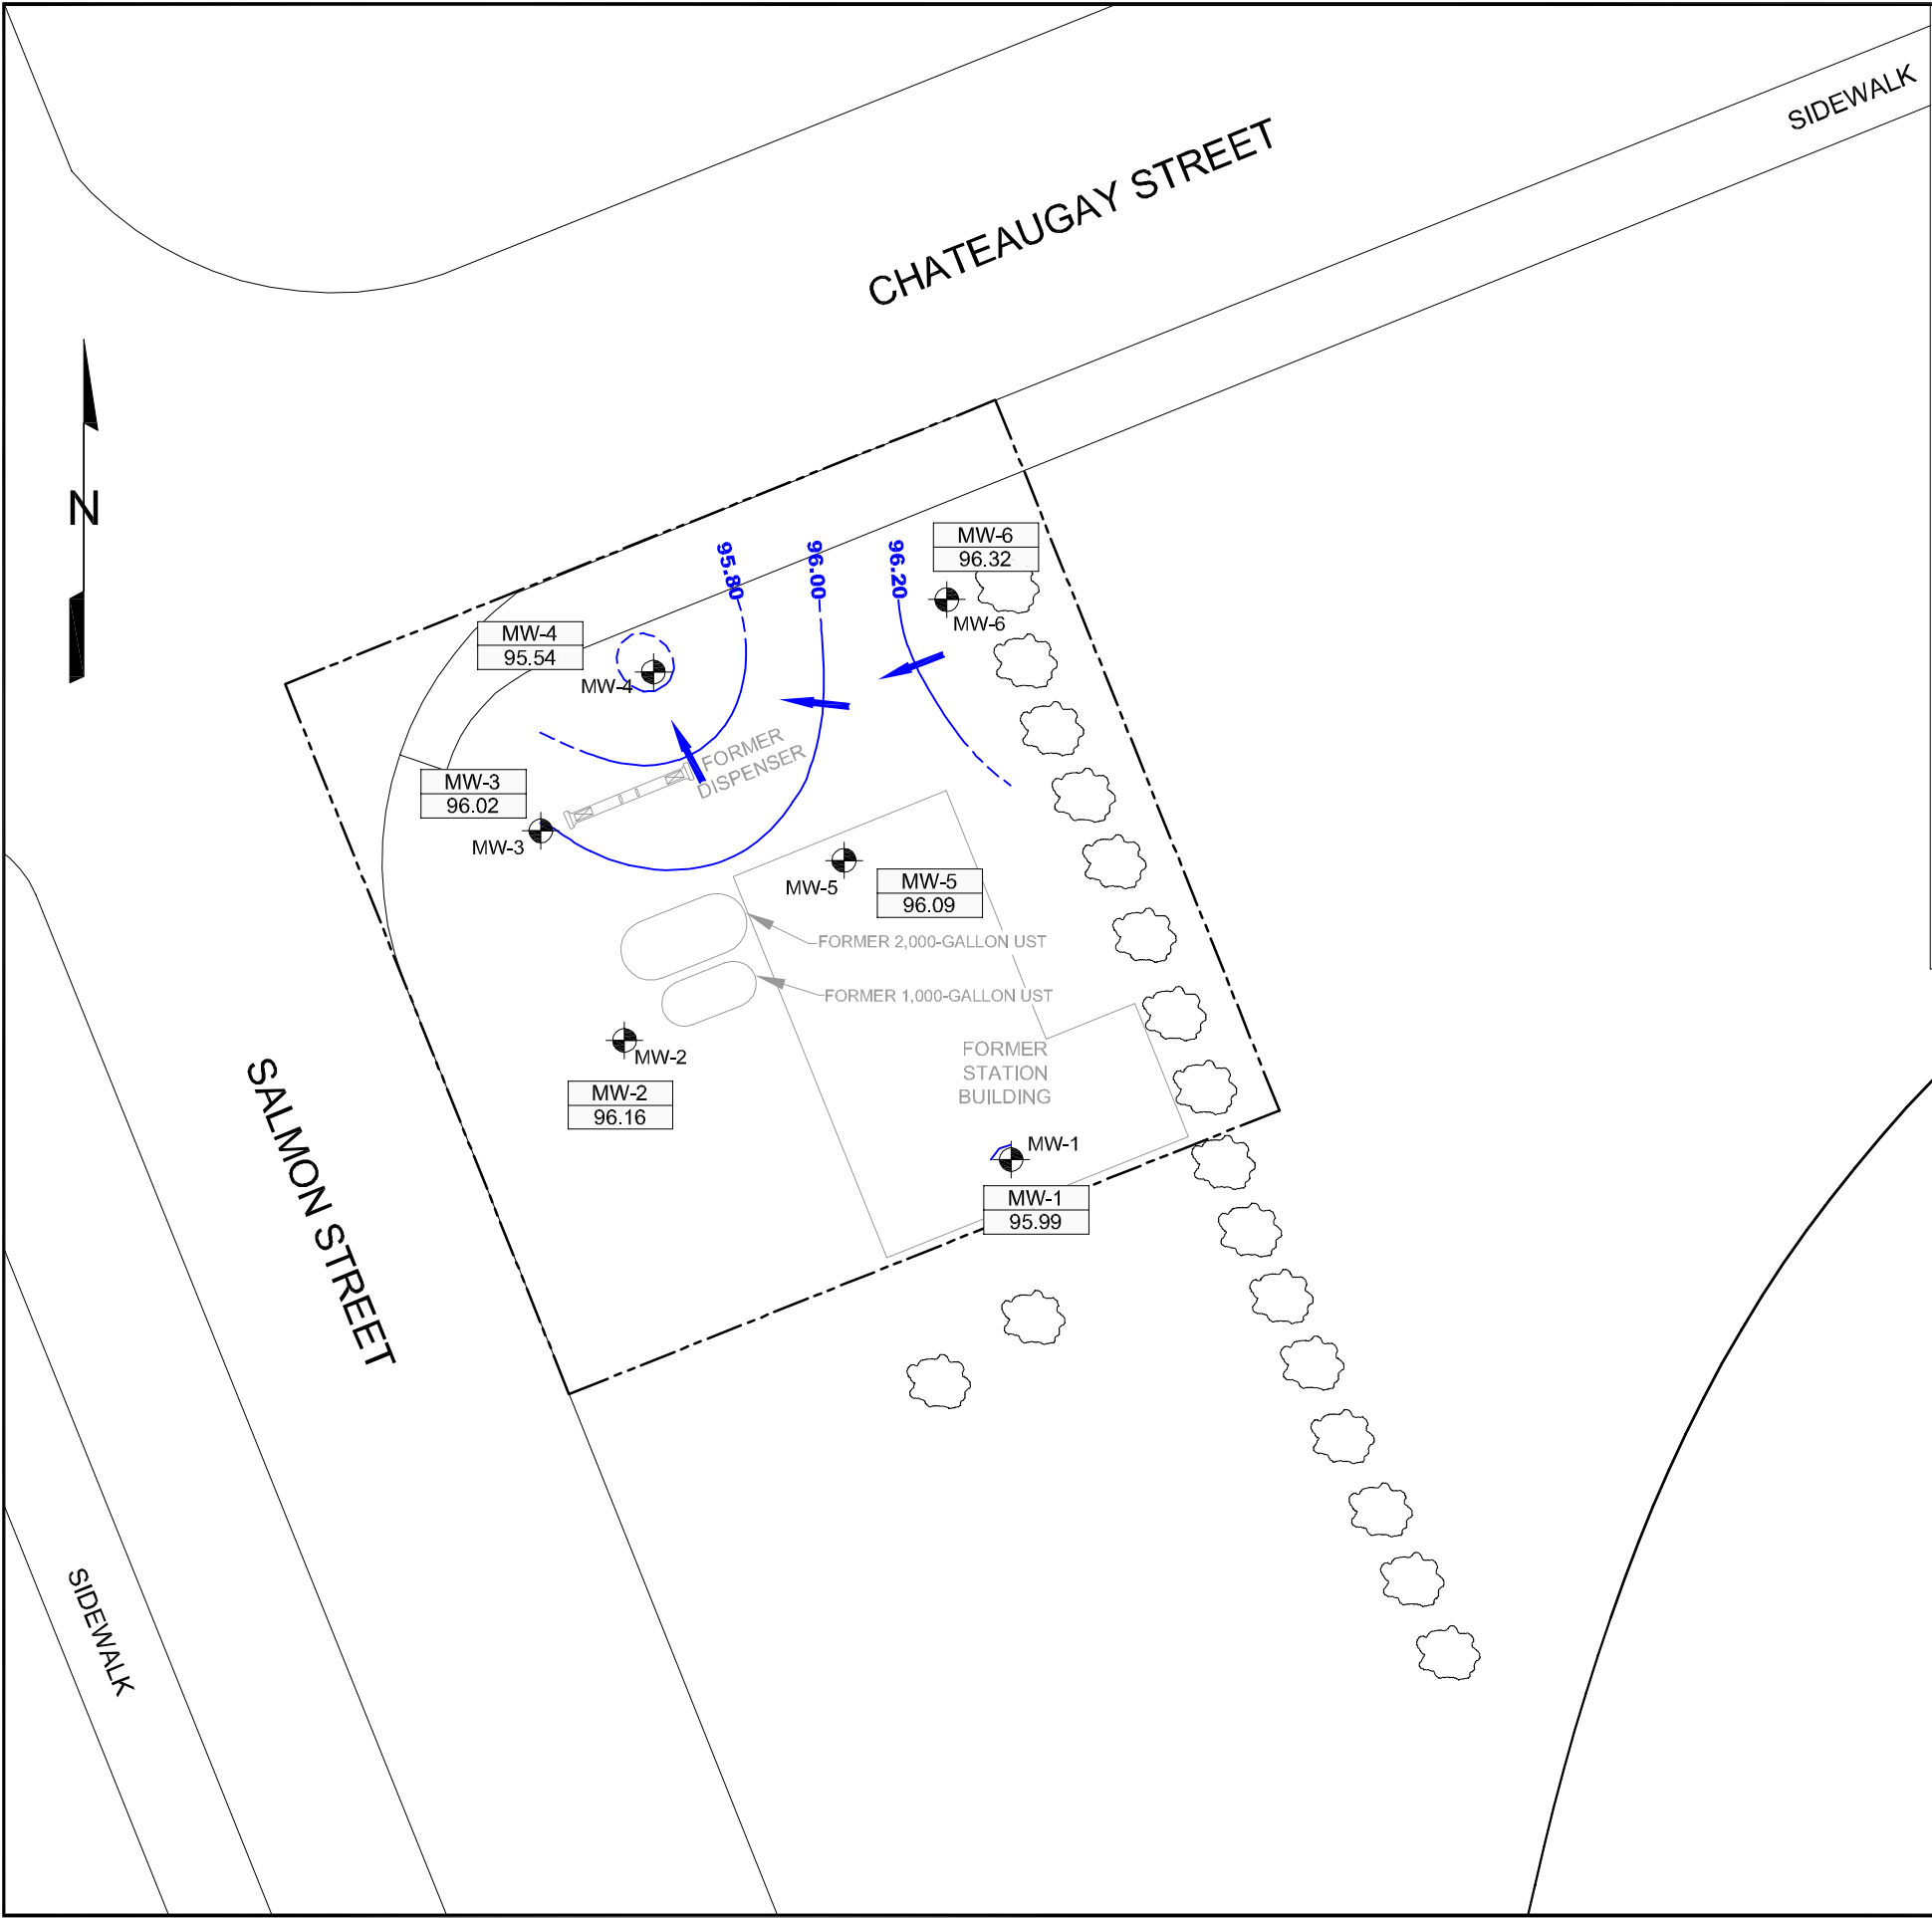 SIDEWALK
CHATEAUGAY STREET
N
MW-6
96.32
95.80
96.00
96.20
MW-6
MW-4
95.54
MW-4
FORMER
DISPENSER
MW-3
96.02
MW-3
MW-5
MW-5
96.09
FORMER 2,000-GALLON UST
FORMER 1,000-GALLON UST
MW-2
FORMER
STATION
BUILDING
MW-2
96.16
MW-1
MW-1
95.99
SALMON STREET
SIDEWALK